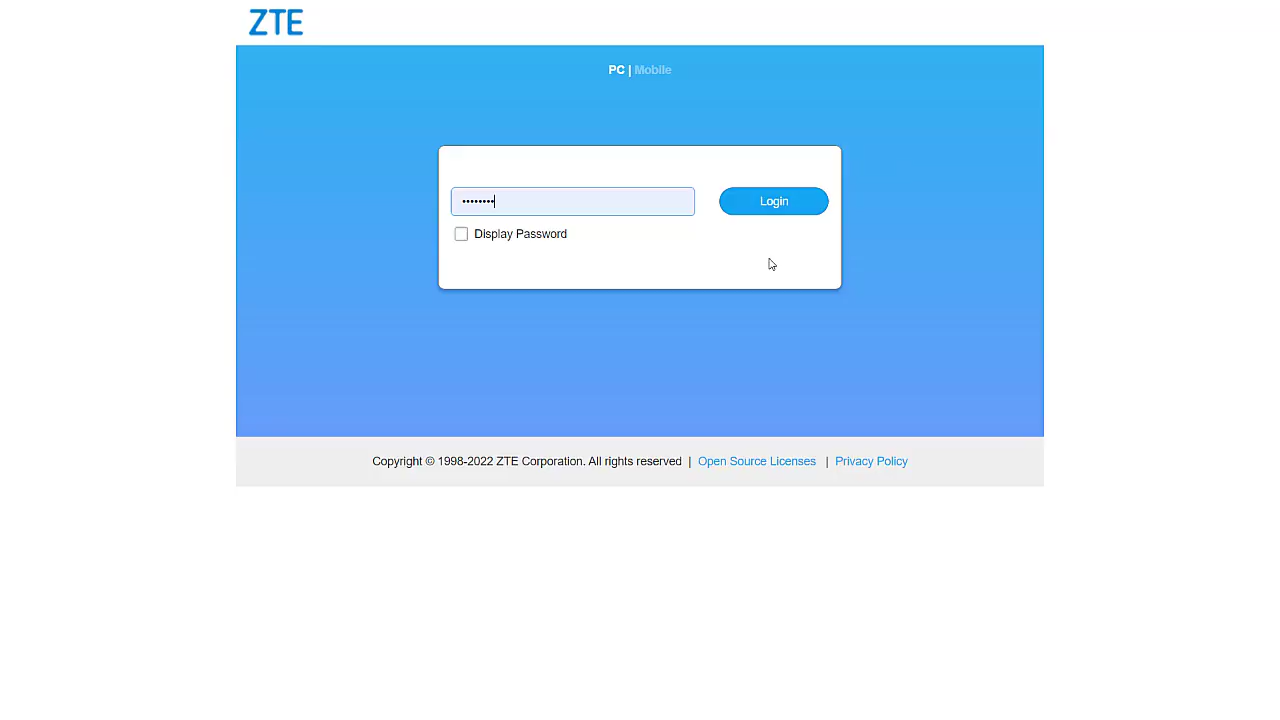 ZTE
PC | Mobile
••••••••
Login
Display Password
Copyright © 1998-2022 ZTE Corporation. All rights reserved | Open Source Licenses | Privacy Policy